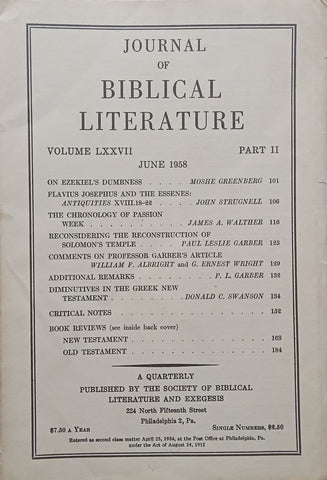 JOURNAL
OF
BIBLICAL
LITERATURE
VOLUME LXXVII PART II
JUNE 1958
ON EZEKIEL'S DUMBNESS . . . . MOSHE GREENBERG 101
FLAVIUS JOSEPHUS AND THE ESSENES:
ANTIQUITIES XVIII.18-22 . . . . JOHN STRUGNELL 106
THE CHRONOLOGY OF PASSION
WEEK . . . . . . . . . JAMES A. WALTHER 116
RECONSIDERING THE RECONSTRUCTION OF
SOLOMON'S TEMPLE . . . . PAUL LESLIE GARBER 123
COMMENTS ON PROFESSOR GARBER'S ARTICLE
WILLIAM F. ALBRIGHT and G. ERNEST WRIGHT 129
ADDITIONAL REMARKS . . . . . . P. L. GARBER 132
DIMINUTIVES IN THE GREEK NEW
TESTAMENT . . . . . . . DONALD C. SWANSON 134
CRITICAL NOTES . . . . . . . . . . . . 152
BOOK REVIEWS (see inside back cover)
NEW TESTAMENT . . . . . . . . . . . . 163
OLD TESTAMENT . . . . . . . . . . . . 184
A QUARTERLY
PUBLISHED BY THE SOCIETY OF BIBLICAL
LITERATURE AND EXEGESIS
224 North Fifteenth Street
Philadelphia 2, Pa.
$7.50 A YEAR SINGLE NUMBERS, $2.50
Entered as second class matter April 25, 1934, at the Post Office at Philadelphia, Pa.
under the Act of August 24, 1912